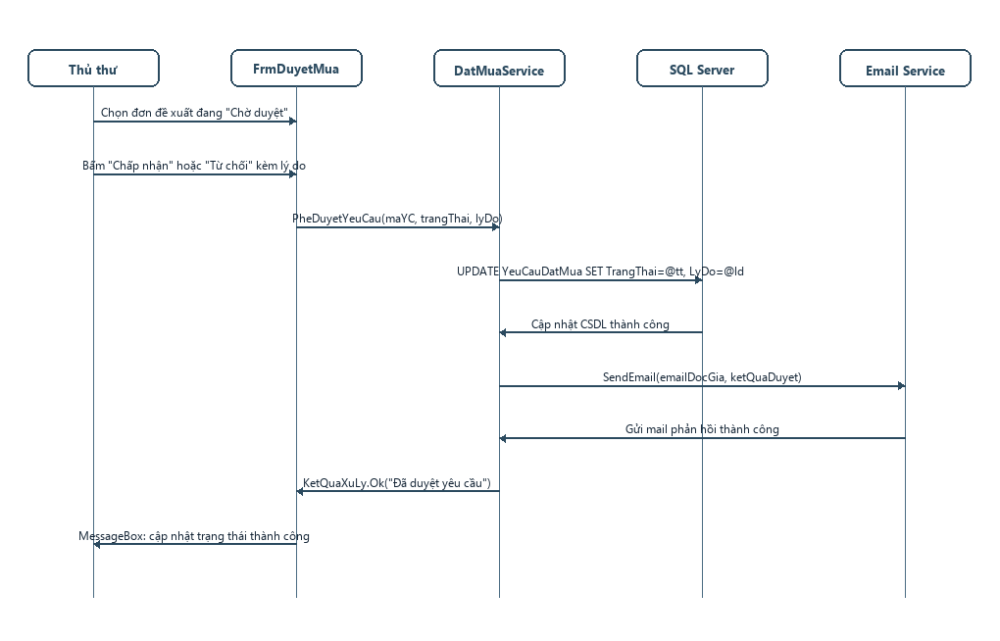 Thủ thư
FrmDuyetMua
DatMuaService
SQL Server
Email Service
Chọn đơn đề xuất đang "Chờ duyệt"
Bấm "Chấp nhận" hoặc "Từ chối" kèm lý do
PheDuyetYeuCau(maYC, trangThai, lyDo)
UPDATE YeuCauDatMua SET TrangThai=@tt, LyDo=@ld
Cập nhật CSDL thành công
SendEmail(emailDocGia, ketQuaDuyet)
Gửi mail phản hồi thành công
KetQuaXuLy.Ok("Đã duyệt yêu cầu")
MessageBox: cập nhật trạng thái thành công